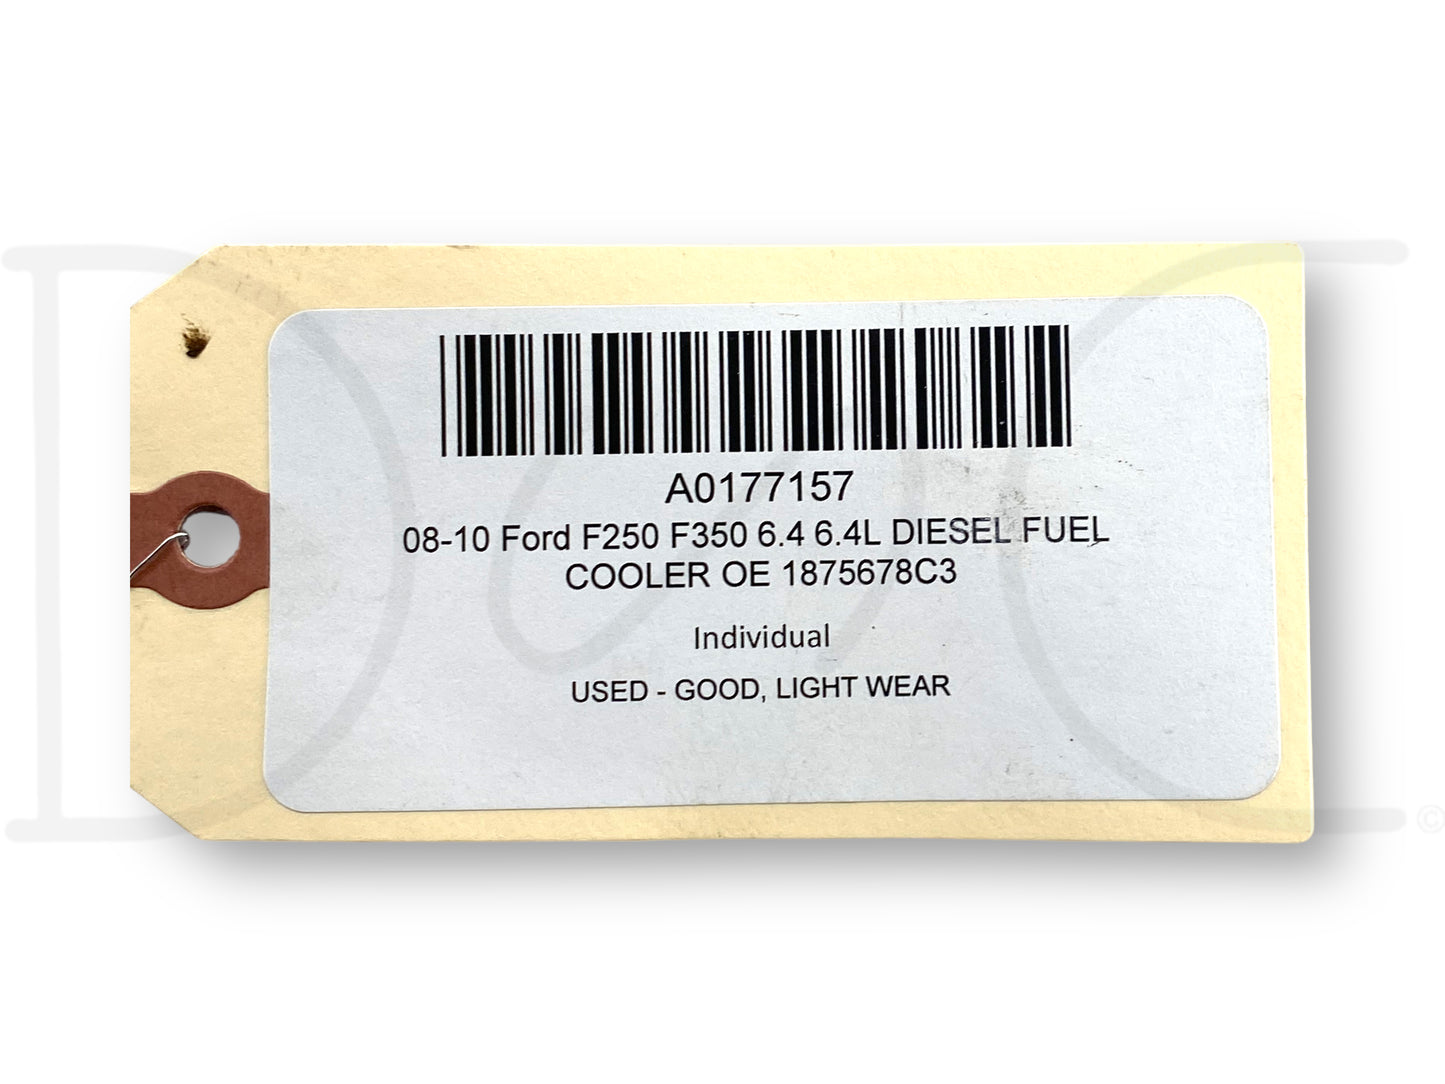 A0177157
08-10 Ford F250 F350 6.4 6.4L DIESEL FUEL
COOLER OE 1875678C3
Individual
USED - GOOD, LIGHT WEAR
©